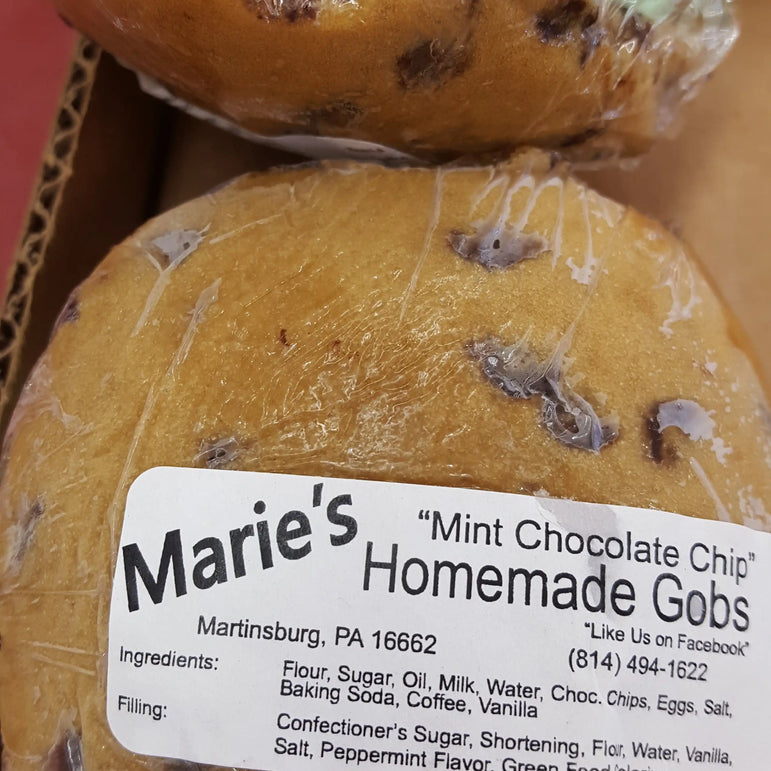 Marie's
"Mint Chocolate Chip"
Homemade Gobs
"Like Us on Facebook"
Martinsburg, PA 16662
(814) 494-1622
Ingredients:
Flour, Sugar, Oil, Milk, Water, Choc. Chips, Eggs, Salt,
Baking Soda, Coffee, Vanilla
Filling:
Confectioner's Sugar, Shortening, Flour, Water, Vanilla,
Salt, Peppermint Flavor, Green Food